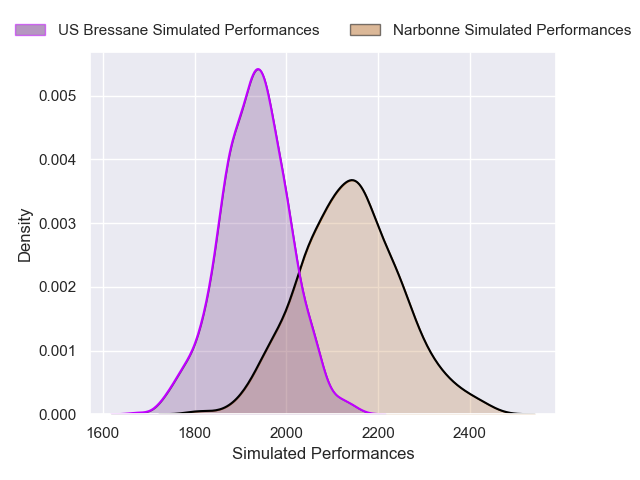 US Bressane Simulated Performances
Narbonne Simulated Performances
0.005
0.004
0.003
0.002
0.001
0.000
Density
1600
1800
2000
2200
2400
Simulated Performances